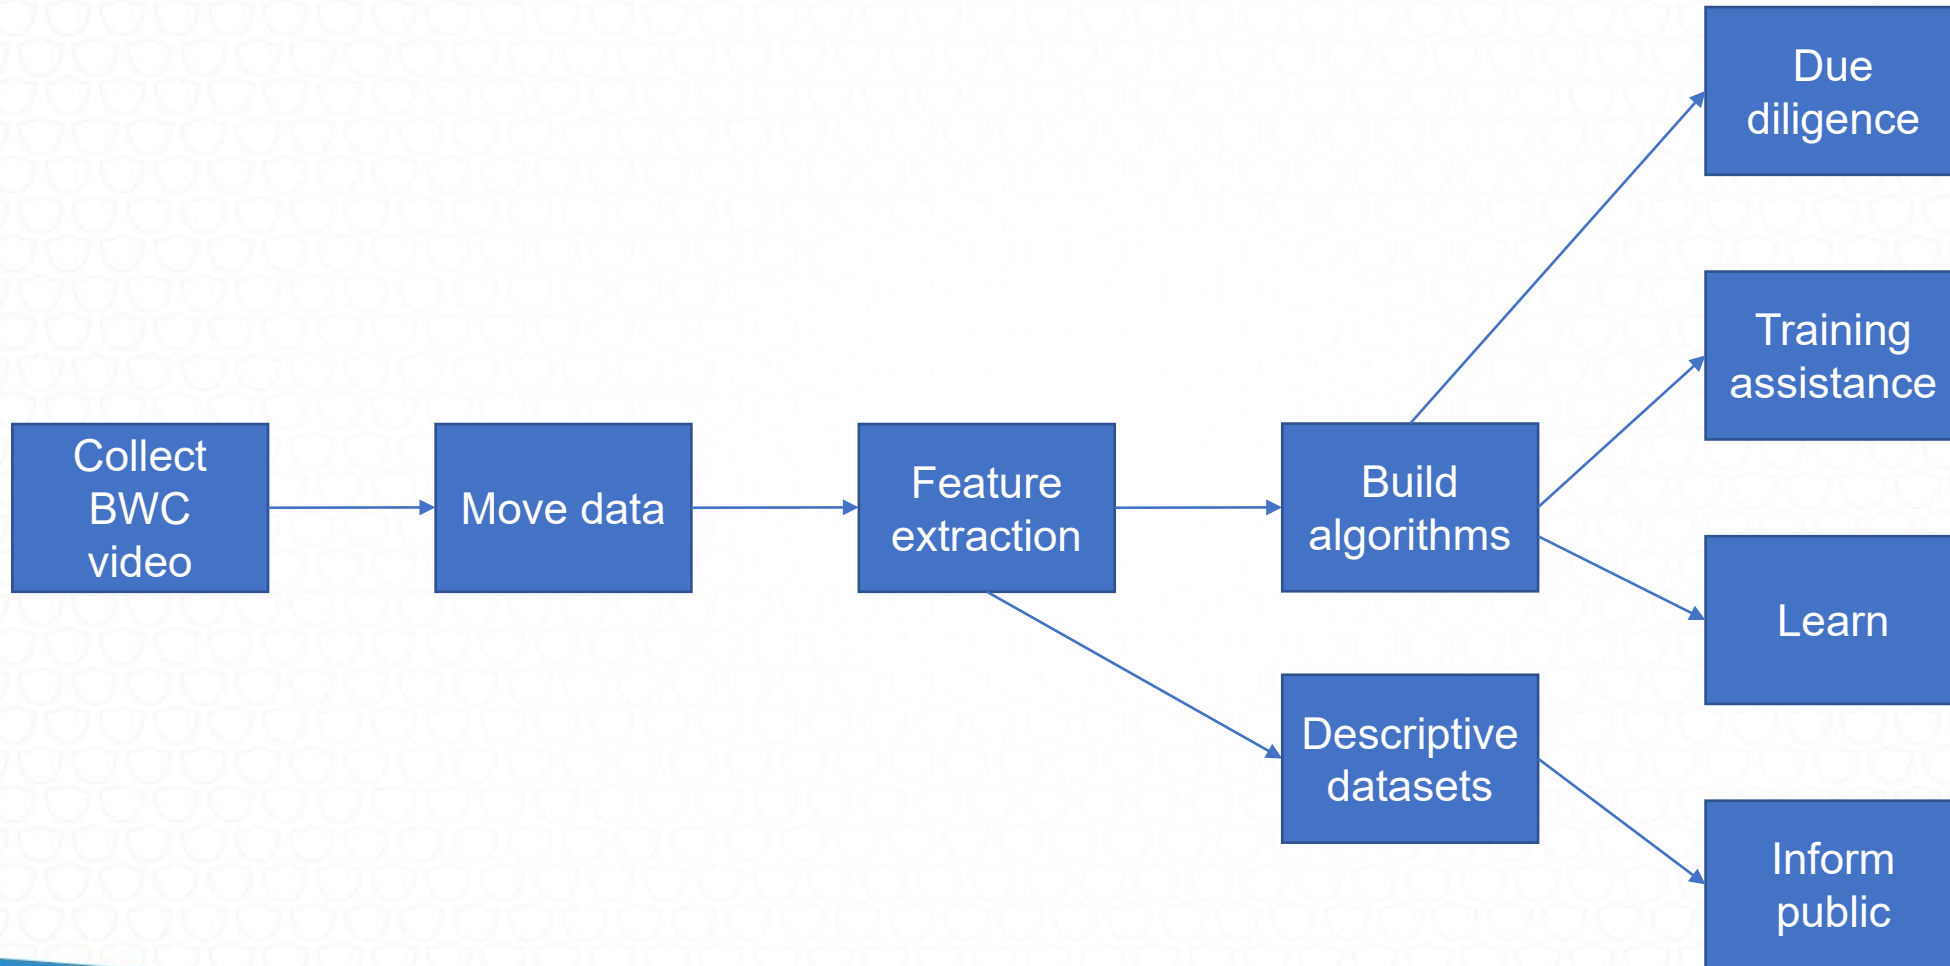 Collect
BWC
video
Move data
Feature
extraction
Build
algorithms
Descriptive
datasets
Due
diligence
Training
assistance
Learn
Inform
public